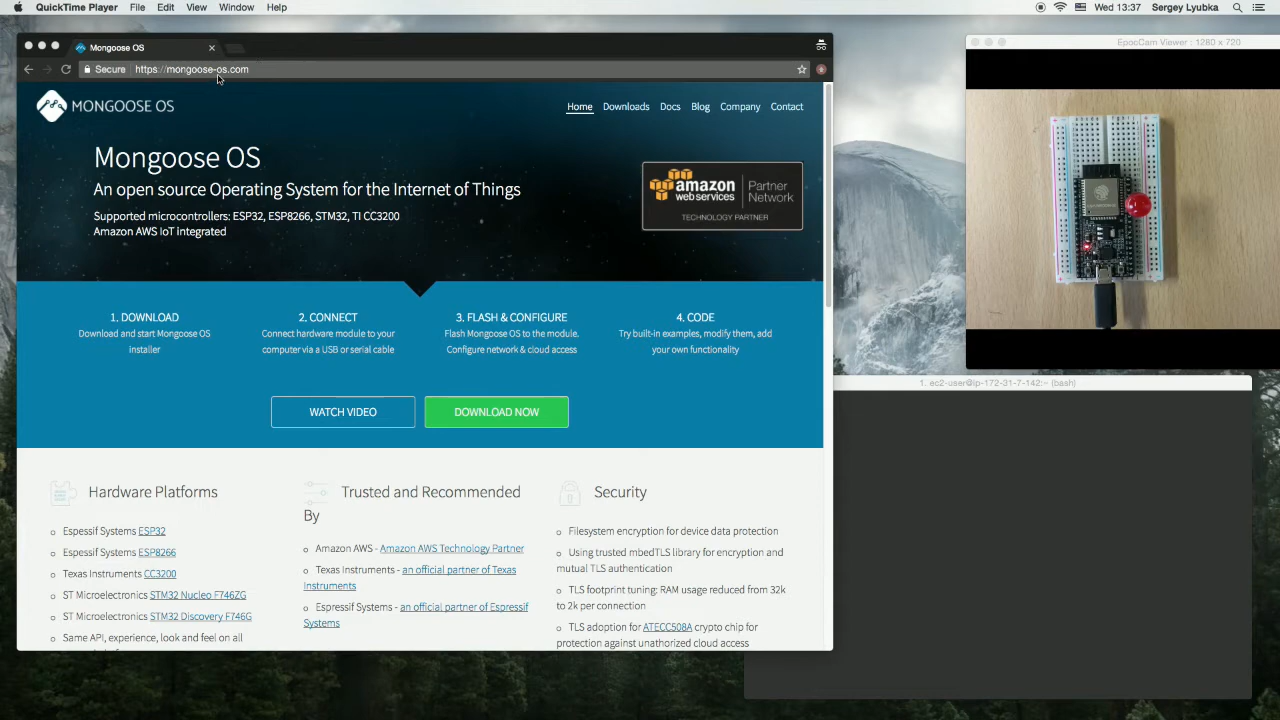 QuickTime Player File Edit View Window Help
Wed 13:37 Sergey Lyubka
Mongoose OS
Secure https://mongoose-os.com
MONGOOSE OS
Home Downloads Docs Blog Company Contact
Mongoose OS
An open source Operating System for the Internet of Things
Supported microcontrollers: ESP32, ESP8266, STM32, TI CC3200
Amazon AWS IoT integrated
amazon
web services
Partner
Network
TECHNOLOGY PARTNER
1. DOWNLOAD
Download and start Mongoose OS
installer
2. CONNECT
Connect hardware module to your
computer via a USB or serial cable
3. FLASH & CONFIGURE
Flash Mongoose OS to the module.
Configure network & cloud access
4. CODE
Try built-in examples, modify them, add
your own functionality
WATCH VIDEO
DOWNLOAD NOW
Hardware Platforms
Espressif Systems ESP32
Espressif Systems ESP8266
Texas Instruments CC3200
ST Microelectronics STM32 Nucleo F746ZG
ST Microelectronics STM32 Discovery F746G
Same API, experience, look and feel on all
Trusted and Recommended
By
Amazon AWS - Amazon AWS Technology Partner
Texas Instruments - an official partner of Texas
Instruments
Espressif Systems - an official partner of Espressif
Systems
Security
Filesystem encryption for device data protection
Using trusted mbedTLS library for encryption and
mutual TLS authentication
TLS footprint tuning: RAM usage reduced from 32k
to 2k per connection
TLS adoption for ATECC508A crypto chip for
protection against unathorized cloud access
EpocCam Viewer : 1280 x 720
1. ec2-user@ip-172-31-7-142:~ (bash)